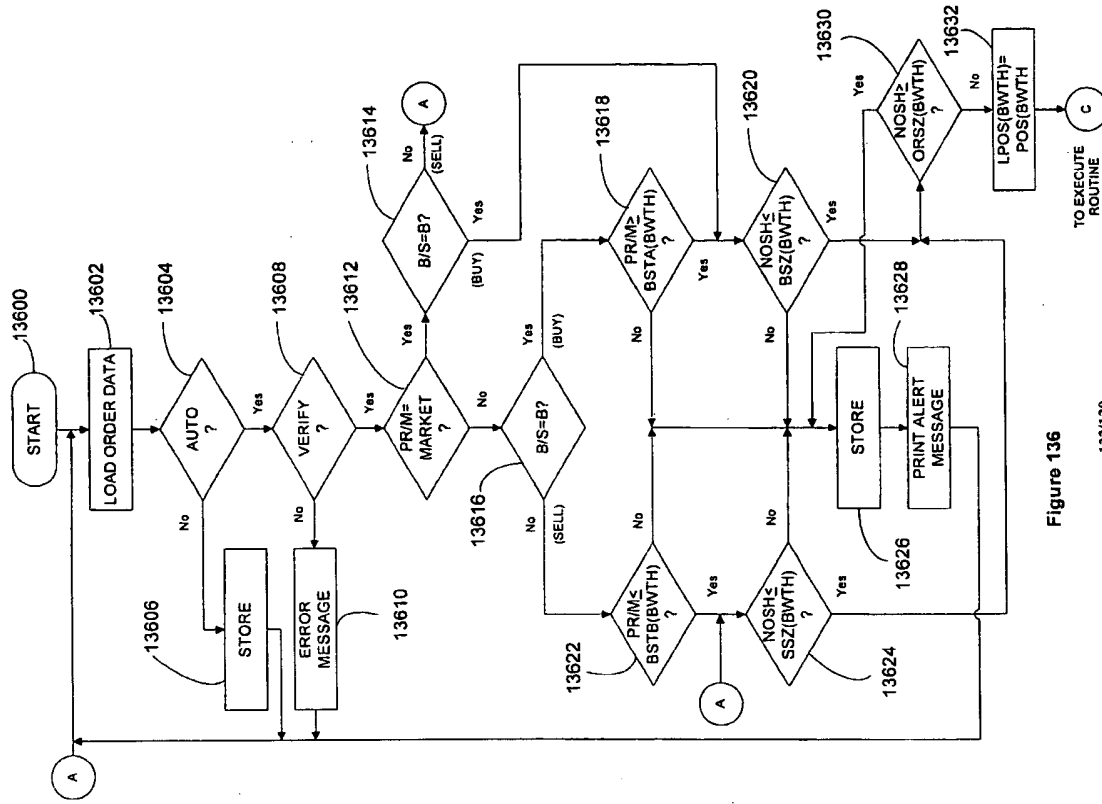 13600
START
13602
LOAD ORDER DATA
13604
AUTO
?
No
Yes
13606
STORE
13608
VERIFY
?
No
Yes
ERROR
MESSAGE
13610
A
13612
PR/M=
MARKET
?
Yes
No
13614
B/S=B?
No
(SELL)
A
Yes
(BUY)
13616
B/S=B?
Yes
(BUY)
No
(SELL)
13618
PR/M≥
BSTA(BWTH)
?
No
Yes
13620
NOSH≤
BSZ(BWTH)
?
No
Yes
13622
PR/M≤
BSTB(BWTH)
?
No
Yes
A
13624
NOSH≤
SSZ(BWTH)
?
No
Yes
13626
STORE
13628
PRINT ALERT
MESSAGE
13630
NOSH≥
ORSZ(BWTH)
?
Yes
No
13632
LPOS(BWTH)=
POS(BWTH
C
TO EXECUTE
ROUTINE
Figure 136